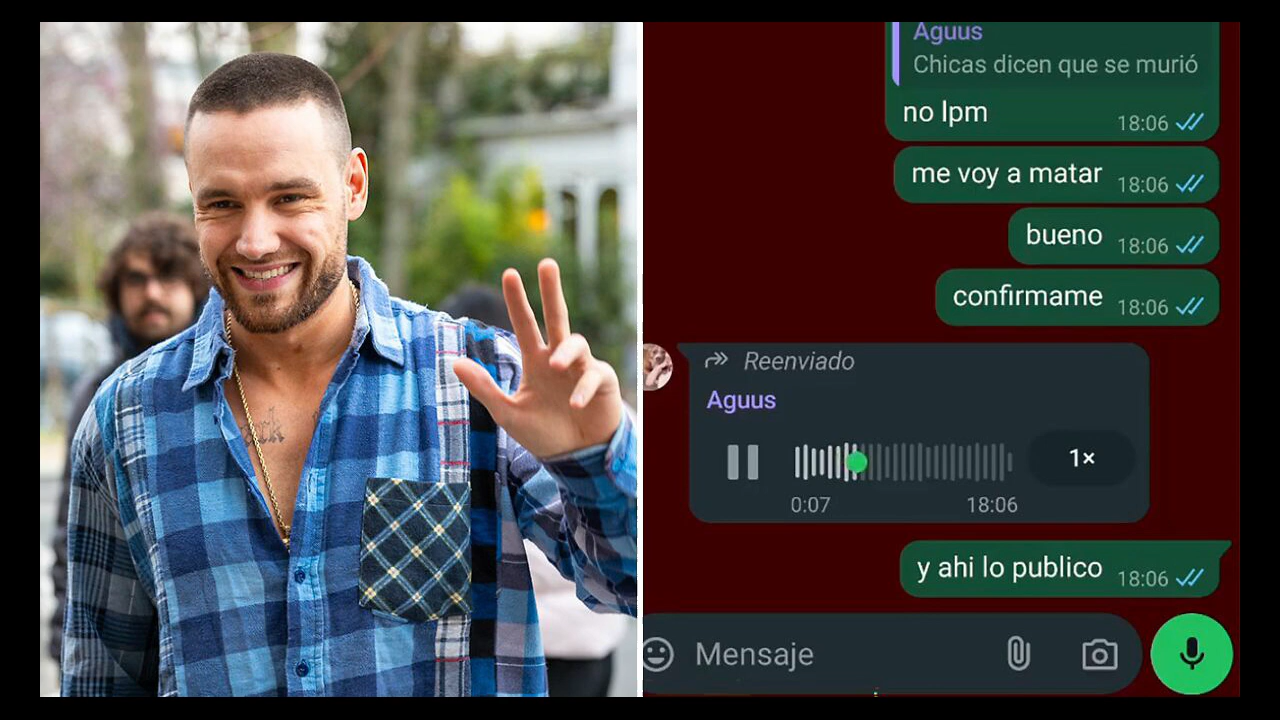 Aguus
Chicas dicen que se murió
no lpm
18:06
me voy a matar
18:06
bueno
18:06
confirmame
18:06
Reenviado
Aguus
1×
0:07
18:06
y ahi lo publico
18:06
Mensaje